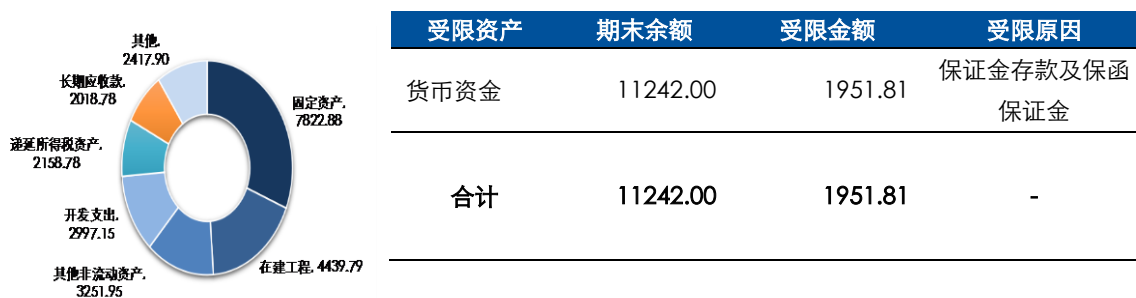 其他,
2417.90
长期应收款,
2018.78
递延所得税资产,
2158.78
开发支出,
2997.15
其他非流动资产,
3251.95
固定资产,
7822.88
在建工程, 4439.79
受限资产 期末余额 受限金额 受限原因
货币资金 11242.00 1951.81 保证金存款及保函
保证金
合计 11242.00 1951.81 -